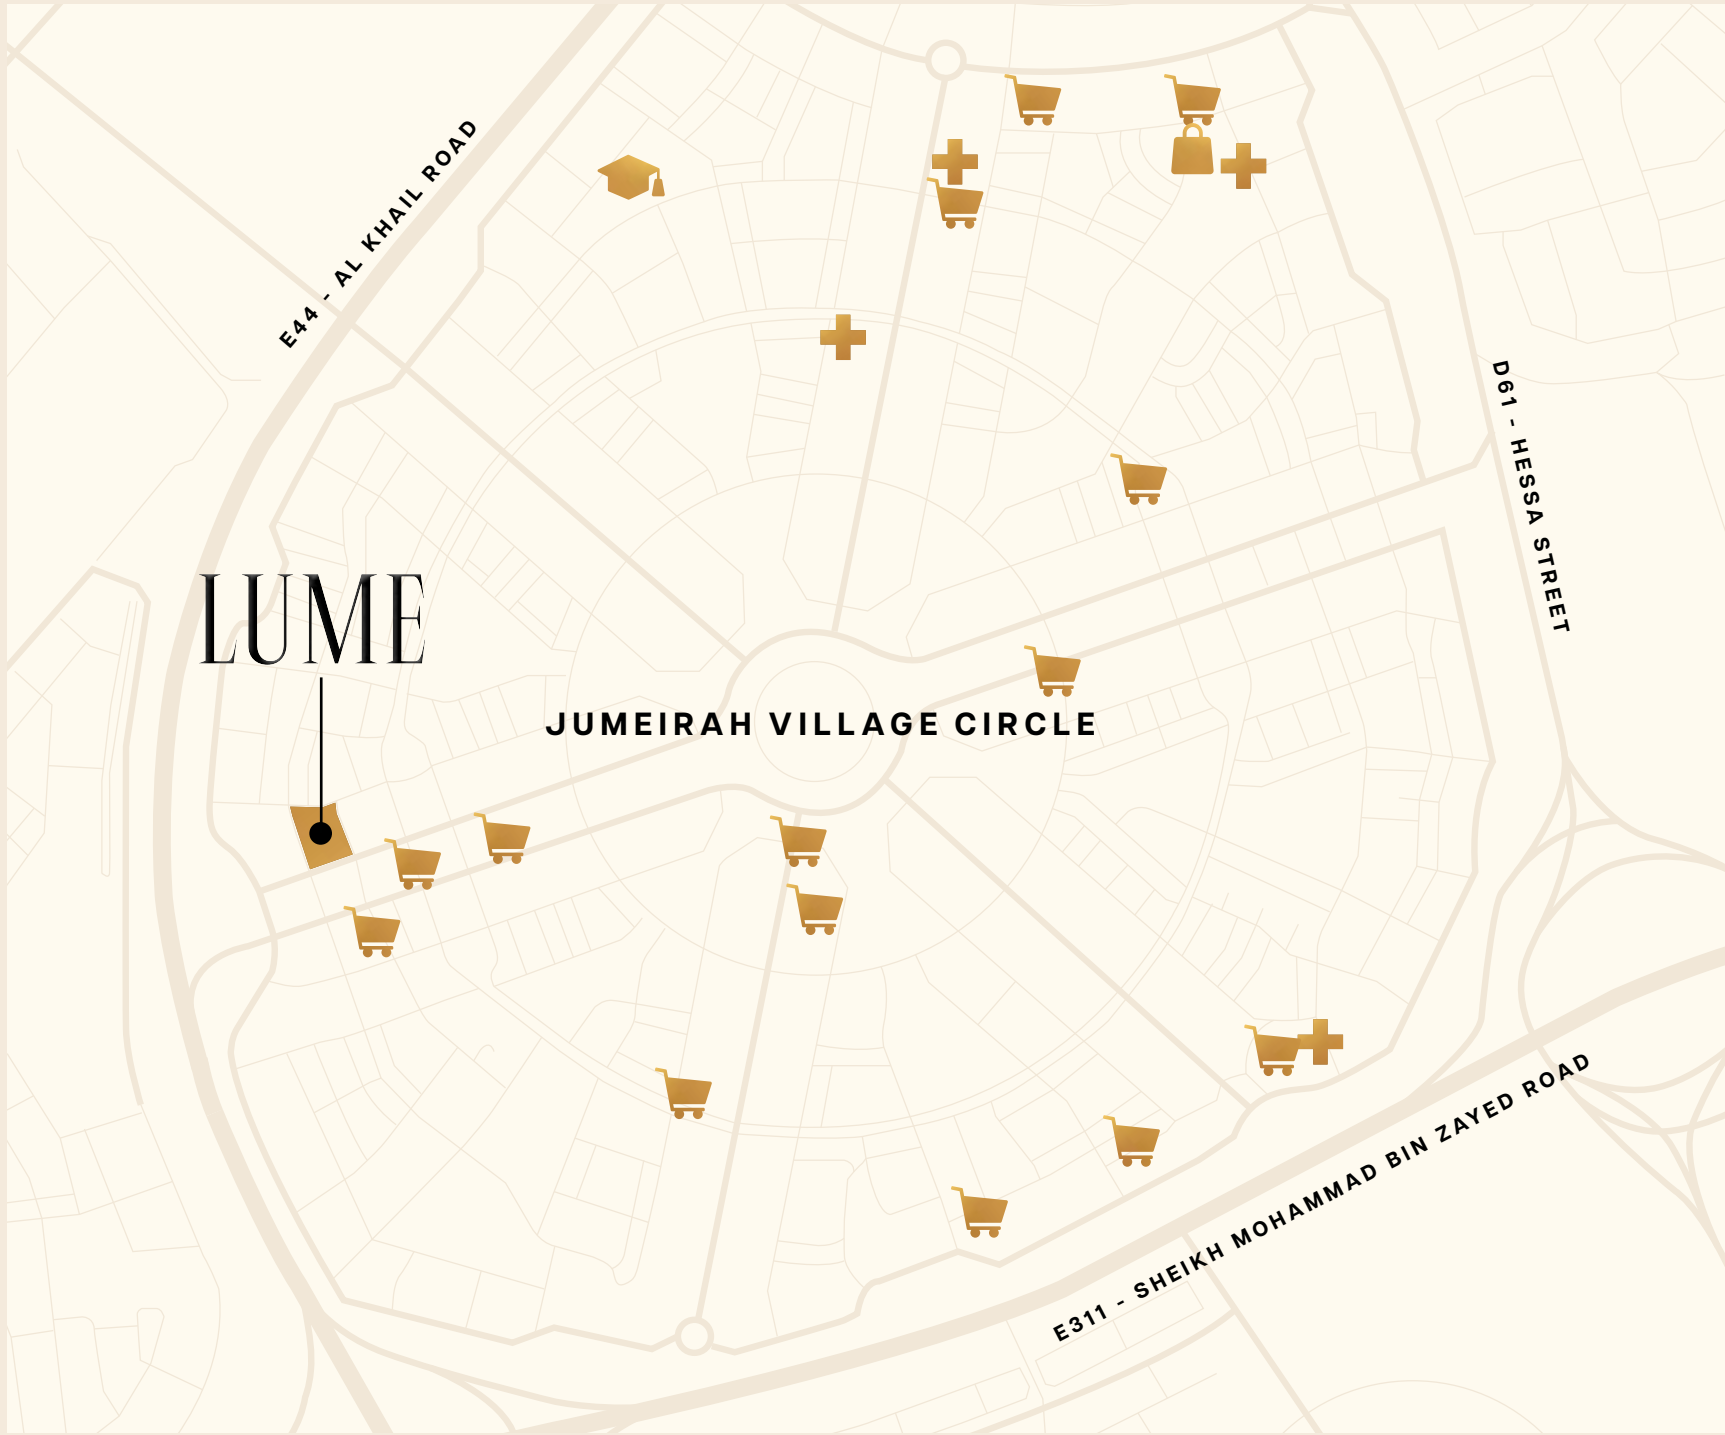 E44 - AL KHAIL ROAD
D61 - HESSA STREET
LUME
JUMEIRAH VILLAGE CIRCLE
E311 - SHEIKH MOHAMMAD BIN ZAYED ROAD